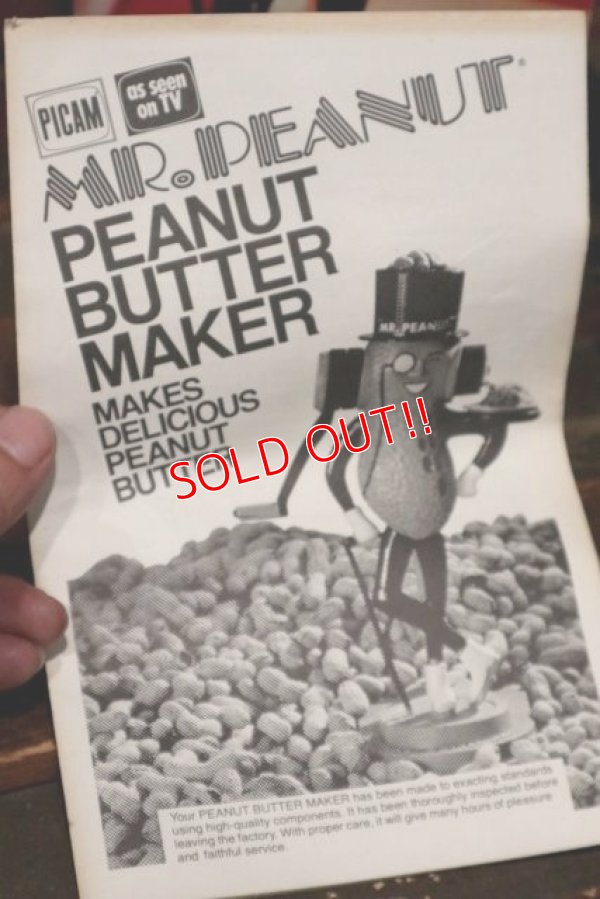 PICAM
as seen
on TV
MR. PEANUT®
PEANUT
BUTTER
MAKER
MAKES
DELICIOUS
PEANUT
BUTTER
MR. PEANUT
SOLD OUT!!
Your PEANUT BUTTER MAKER has been made to exacting standards
using high-quality components. It has been thoroughly inspected before
leaving the factory. With proper care, it will give many hours of pleasure
and faithful service.